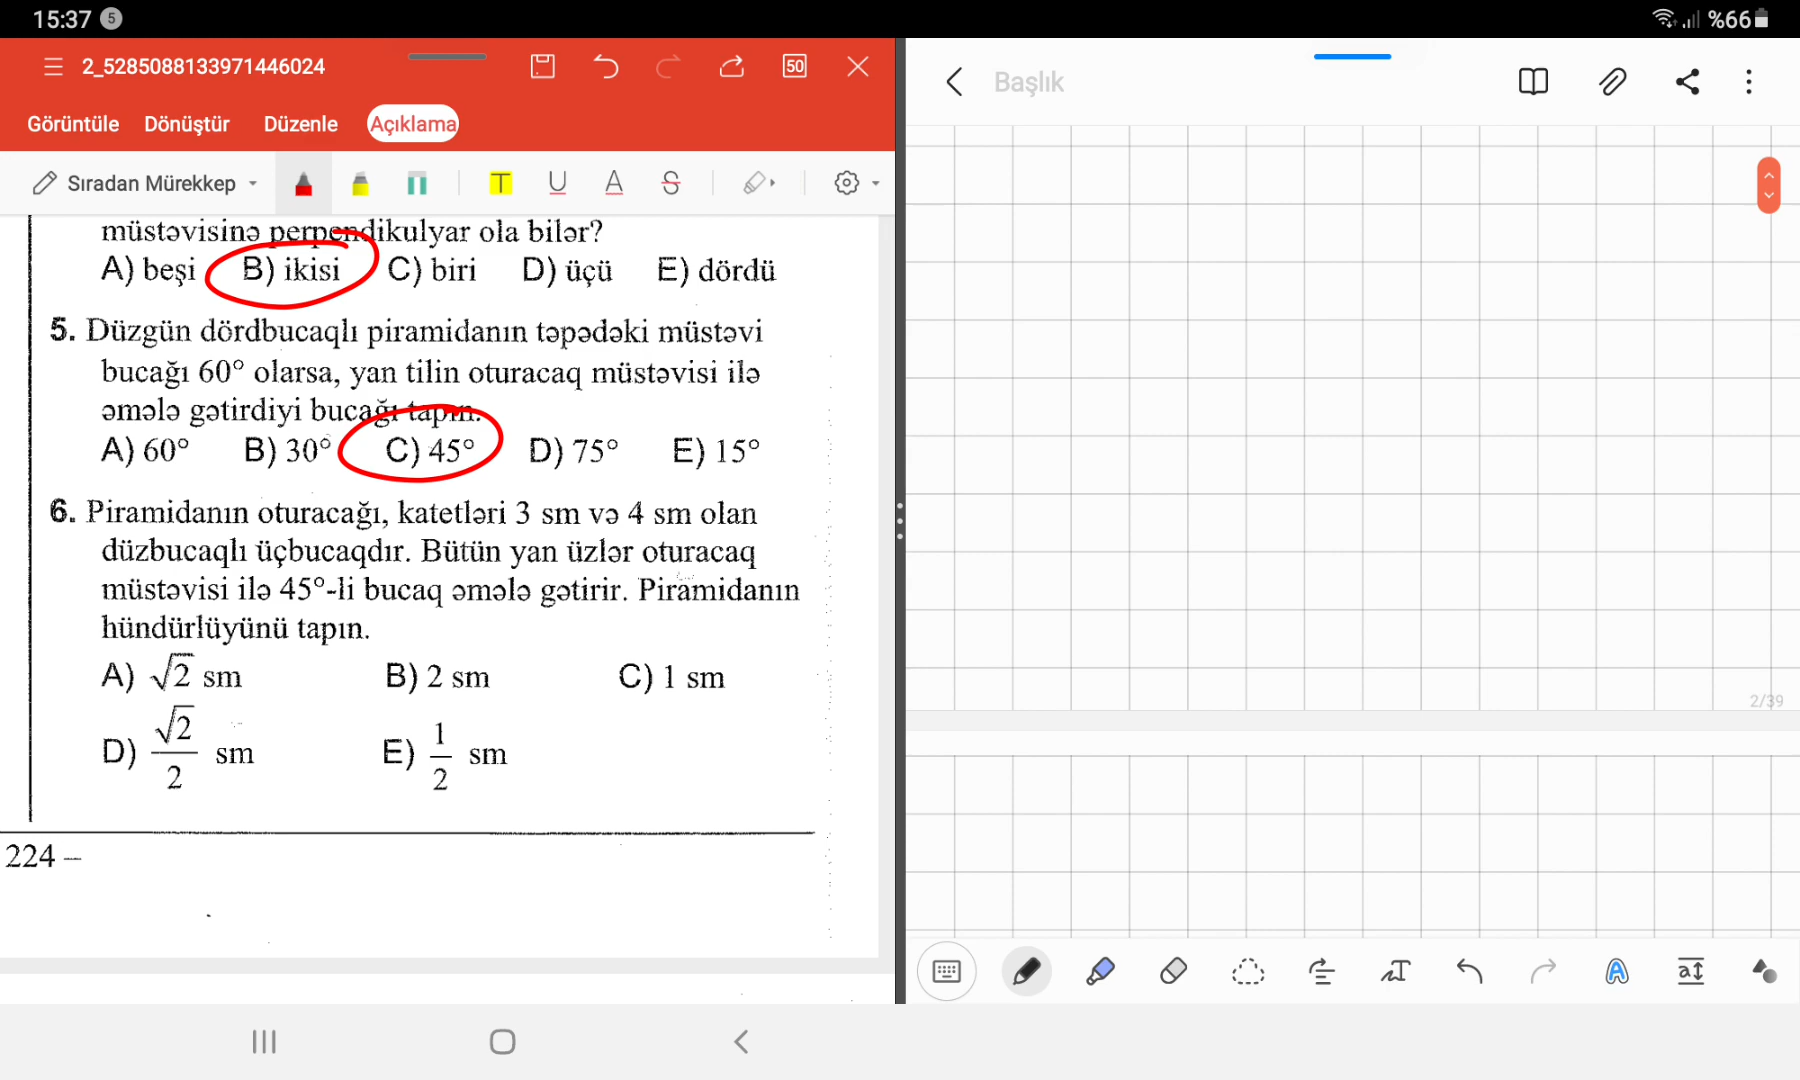 15:37 5
%66
2_5285088133971446024
50
Görüntüle Dönüştür Düzenle Açıklama
Sıradan Mürekkep T U A S
Başlık
müstəvisinə perpendikulyar ola bilər?
A) beşi B) ikisi C) biri D) üçü E) dördü
5. Düzgün dördbucaqlı piramidanın təpədəki müstəvi
bucağı 60° olarsa, yan tilin oturacaq müstəvisi ilə
əmələ gətirdiyi bucağı tapın.
A) 60° B) 30° C) 45° D) 75° E) 15°
6. Piramidanın oturacağı, katetləri 3 sm və 4 sm olan
düzbucaqlı üçbucaqdır. Bütün yan üzlər oturacaq
müstəvisi ilə 45°-li bucaq əmələ gətirir. Piramidanın
hündürlüyünü tapın.
A) √2 sm B) 2 sm C) 1 sm
D) √2/2 sm E) 1/2 sm
224 –
2/39